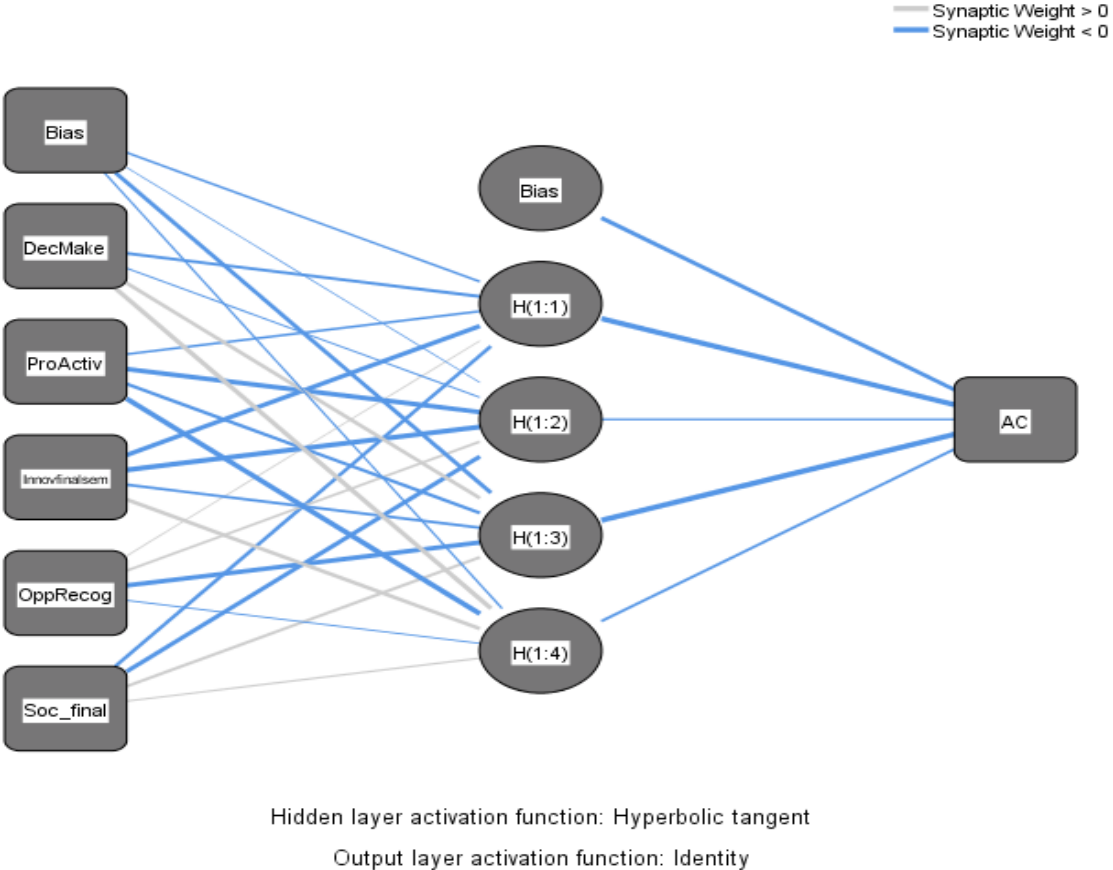 Synaptic Weight > 0
Synaptic Weight < 0
Bias
DecMake
ProActiv
Innovfinalsem
OppRecog
Soc_final
Bias
H(1:1)
H(1:2)
H(1:3)
H(1:4)
AC
Hidden layer activation function: Hyperbolic tangent
Output layer activation function: Identity